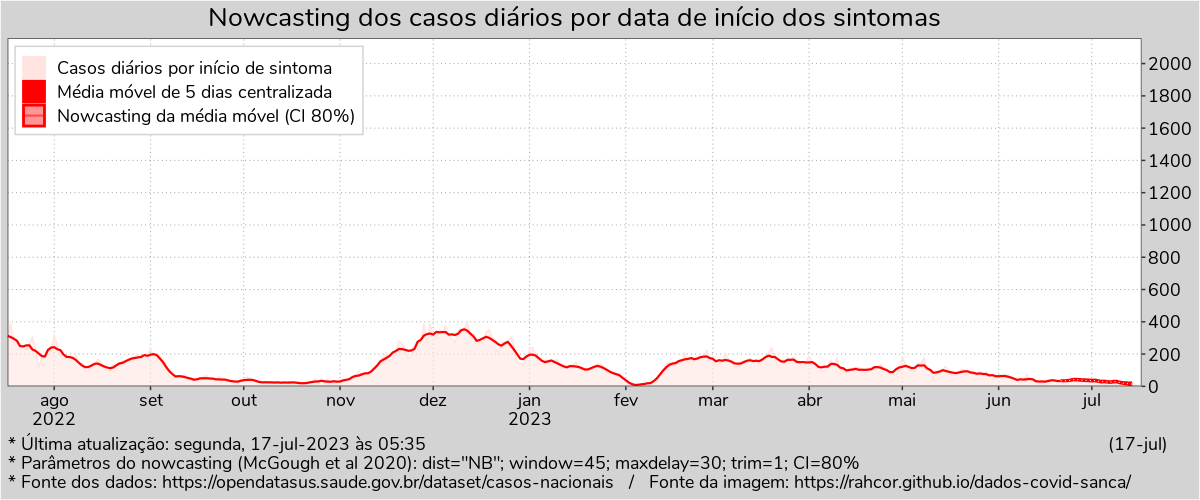 Nowcasting dos casos diários por data de início dos sintomas
Casos diários por início de sintoma
Média móvel de 5 dias centralizada
Nowcasting da média móvel (CI 80%)
2000
1800
1600
1400
1200
1000
800
600
400
200
0
ago set out nov dez jan fev mar abr mai jun jul
2022 2023
* Última atualização: segunda, 17-jul-2023 às 05:35 (17-jul)
* Parâmetros do nowcasting (McGough et al 2020): dist="NB"; window=45; maxdelay=30; trim=1; CI=80%
* Fonte dos dados: https://opendatasus.saude.gov.br/dataset/casos-nacionais / Fonte da imagem: https://rahcor.github.io/dados-covid-sanca/